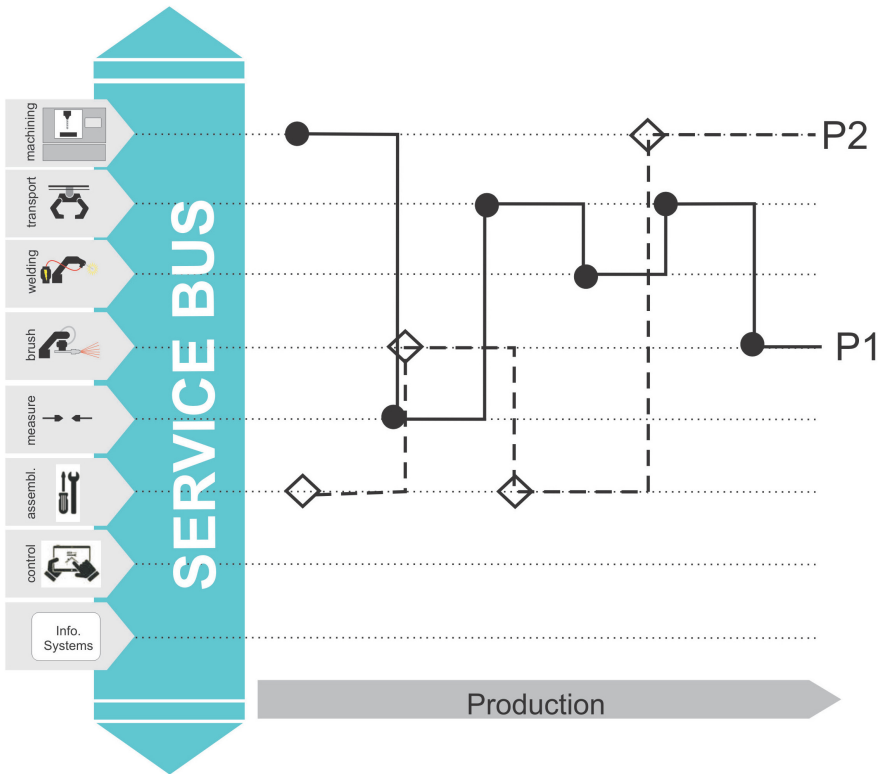 machining
transport
welding
brush
measure
assembl.
control
Info.
Systems
SERVICE BUS
P2
P1
Production